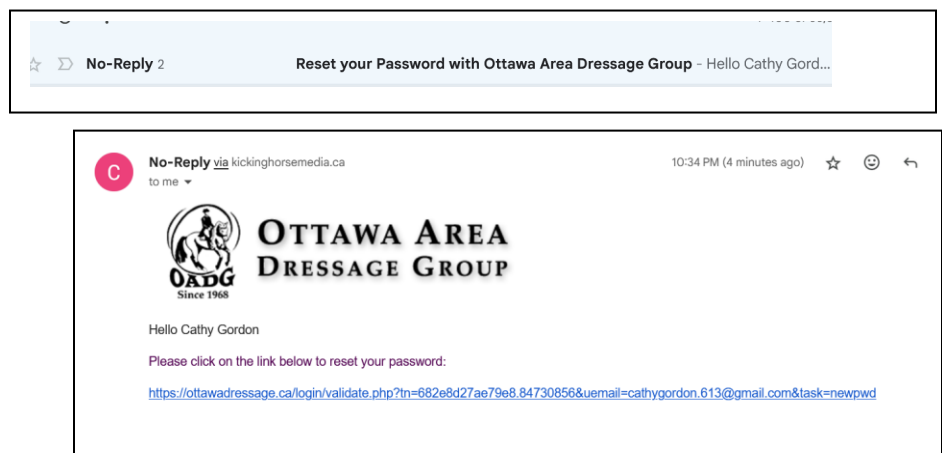 No-Reply 2 Reset your Password with Ottawa Area Dressage Group - Hello Cathy Gord...
No-Reply via kickinghorsemedia.ca 10:34 PM (4 minutes ago)
C
to me
OTTAWA AREA
DRESSAGE GROUP
OADG
Since 1968
Hello Cathy Gordon
Please click on the link below to reset your password:
https://ottawadressage.ca/login/validate.php?tn=682e8d27ae79e8.84730856&uemail=cathygordon.613@gmail.com&task=newpwd